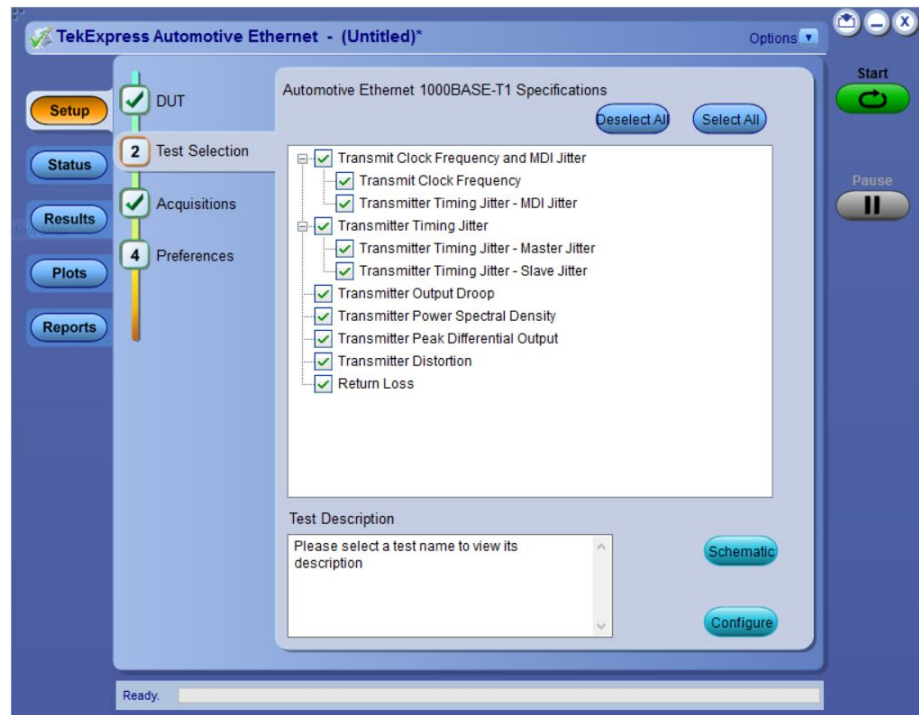 TekExpress Automotive Ethernet - (Untitled)*
Options
X
Start
Pause
Setup
Status
Results
Plots
Reports
DUT
2 Test Selection
Acquisitions
4 Preferences
Automotive Ethernet 1000BASE-T1 Specifications
Deselect All
Select All
Transmit Clock Frequency and MDI Jitter
Transmit Clock Frequency
Transmitter Timing Jitter - MDI Jitter
Transmitter Timing Jitter
Transmitter Timing Jitter - Master Jitter
Transmitter Timing Jitter - Slave Jitter
Transmitter Output Droop
Transmitter Power Spectral Density
Transmitter Peak Differential Output
Transmitter Distortion
Return Loss
Test Description
Please select a test name to view its
description
Schematic
Configure
Ready.